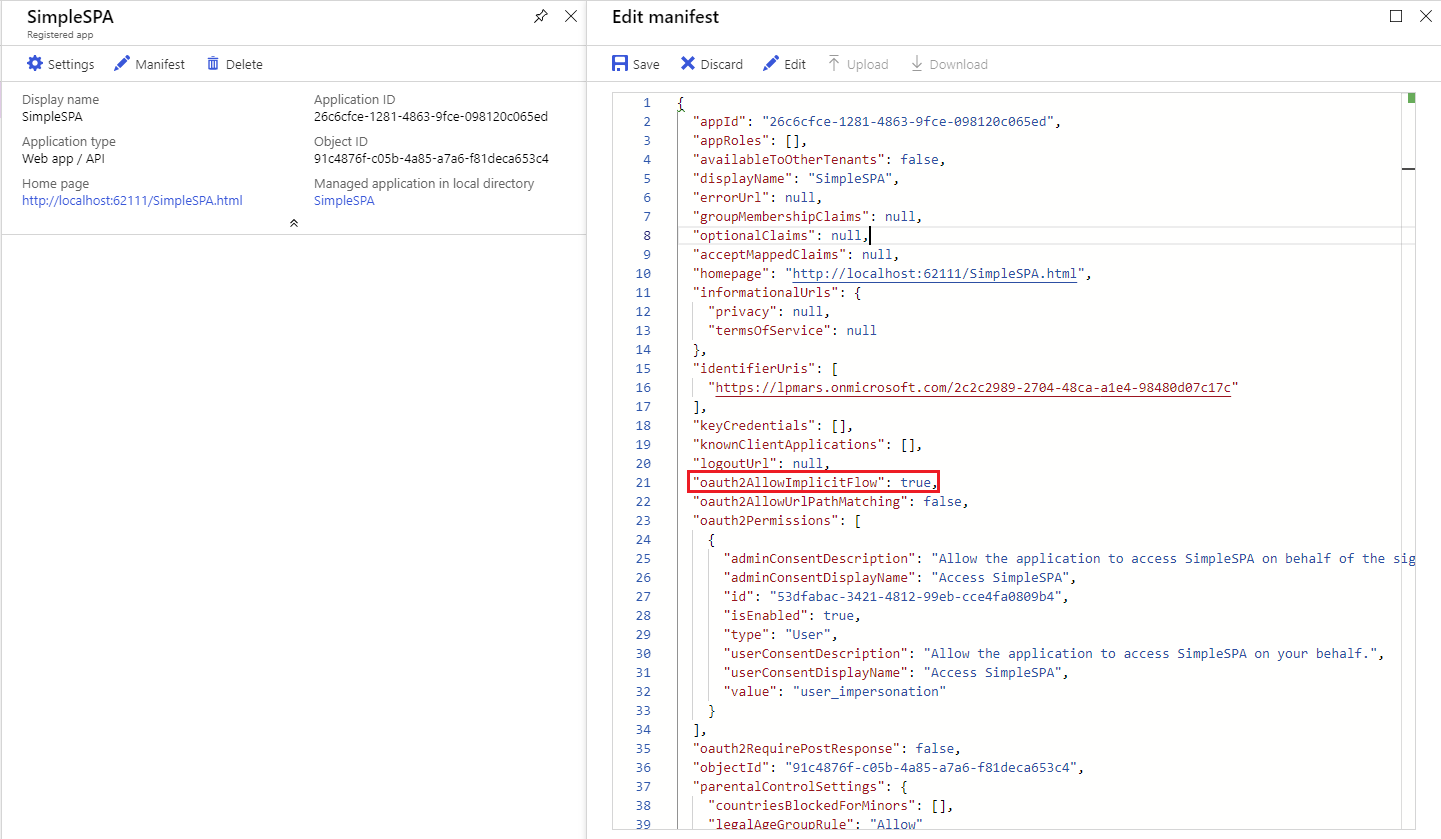 SimpleSPA
Registered app
Settings Manifest Delete
Display name
SimpleSPA
Application type
Web app / API
Home page
http://localhost:62111/SimpleSPA.html
Application ID
26c6cfce-1281-4863-9fce-098120c065ed
Object ID
91c4876f-c05b-4a85-a7a6-f81deca653c4
Managed application in local directory
SimpleSPA
Edit manifest
Save Discard Edit Upload Download
1 {
2 "appId": "26c6cfce-1281-4863-9fce-098120c065ed",
3 "appRoles": [],
4 "availableToOtherTenants": false,
5 "displayName": "SimpleSPA",
6 "errorUrl": null,
7 "groupMembershipClaims": null,
8 "optionalClaims": null,
9 "acceptMappedClaims": null,
10 "homepage": "http://localhost:62111/SimpleSPA.html",
11 "informationalUrls": {
12 "privacy": null,
13 "termsOfService": null
14 },
15 "identifierUris": [
16 "https://lpmars.onmicrosoft.com/2c2c2989-2704-48ca-a1e4-98480d07c17c"
17 ],
18 "keyCredentials": [],
19 "knownClientApplications": [],
20 "logoutUrl": null,
21 "oauth2AllowImplicitFlow": true,
22 "oauth2AllowUrlPathMatching": false,
23 "oauth2Permissions": [
24 {
25 "adminConsentDescription": "Allow the application to access SimpleSPA on behalf of the sig
26 "adminConsentDisplayName": "Access SimpleSPA",
27 "id": "53dfabac-3421-4812-99eb-cce4fa0809b4",
28 "isEnabled": true,
29 "type": "User",
30 "userConsentDescription": "Allow the application to access SimpleSPA on your behalf.",
31 "userConsentDisplayName": "Access SimpleSPA",
32 "value": "user_impersonation"
33 }
34 ],
35 "oauth2RequirePostResponse": false,
36 "objectId": "91c4876f-c05b-4a85-a7a6-f81deca653c4",
37 "parentalControlSettings": {
38 "countriesBlockedForMinors": [],
39 "legalAgeGroupRule": "Allow"